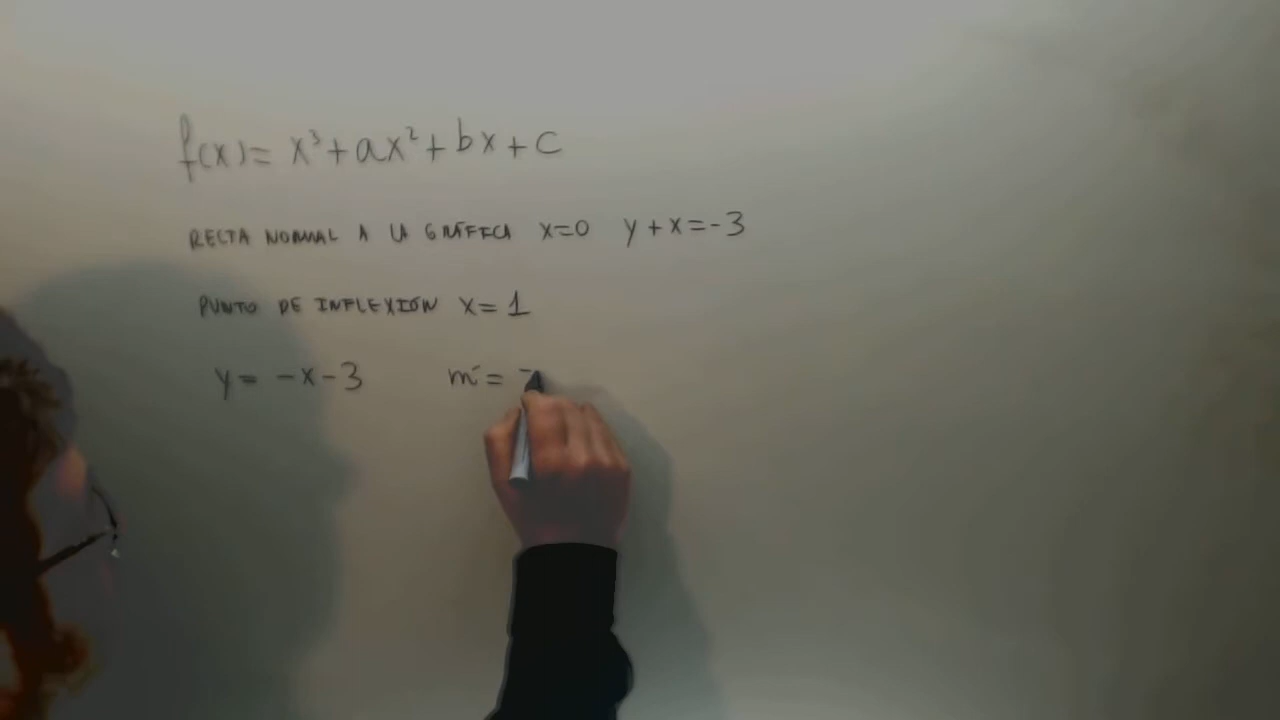 f(x) = x³ + ax² + bx + c
RECTA NORMAL A LA GRÁFICA x=0 y+x=-3
PUNTO DE INFLEXIÓN x=1
y = -x-3 m = -